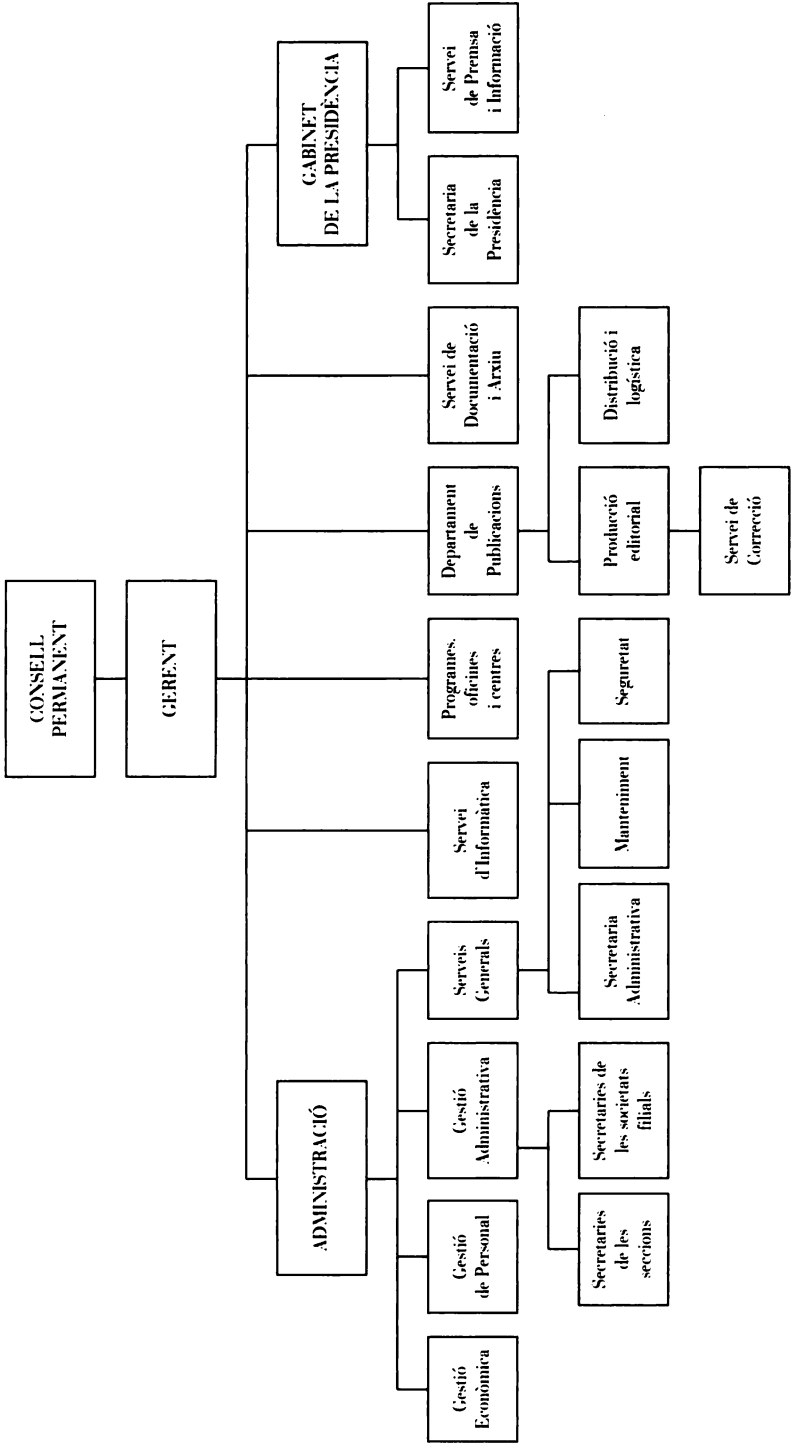 CONSELL
PERMANENT
GERENT
ADMINISTRACIÓ
GABINET
DE LA PRESIDÈNCIA
Gestió
Econòmica
Gestió
de Personal
Gestió
Administrativa
Serveis
Generals
Servei
d'Informàtica
Programes.
oficines
i centres
Departament
de
Publicacions
Servei de
Documentació
i Arxiu
Secretaria
de la
Presidència
Servei
de Premsa
i Informació
Secretaries
de les
seccions
Secretaries de
les societats
filials
Secretaria
Administrativa
Manteniment
Seguretat
Producció
editorial
Distribució i
logística
Servei de
Correcció